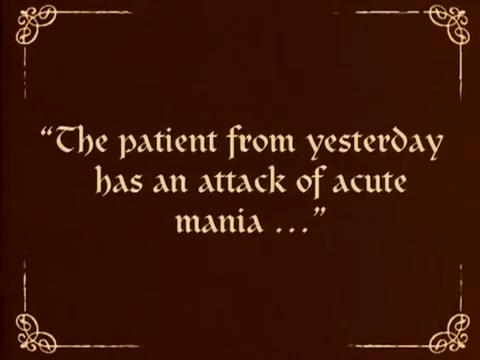 “The patient from yesterday
has an attack of acute
mania ...”